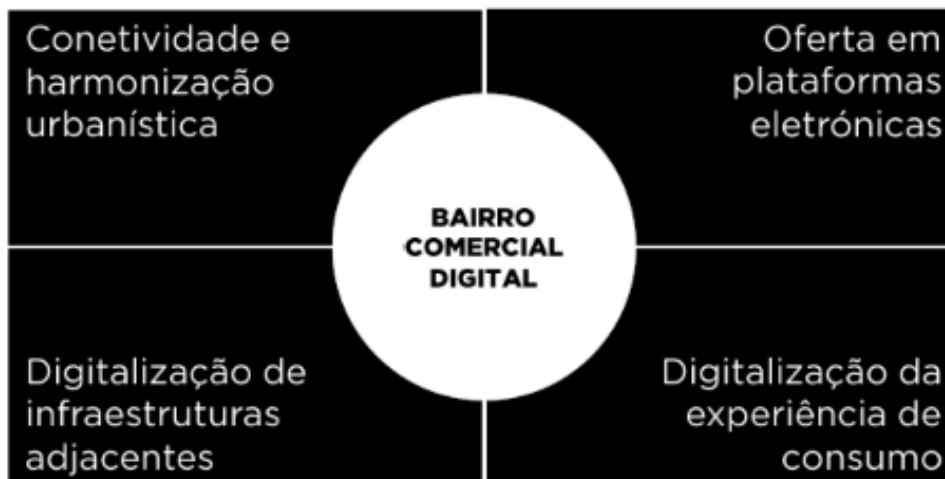 Conetividade e
harmonização
urbanística
Oferta em
plataformas
eletrónicas
BAIRRO
COMERCIAL
DIGITAL
Digitalização de
infraestruturas
adjacentes
Digitalização da
experiência de
consumo